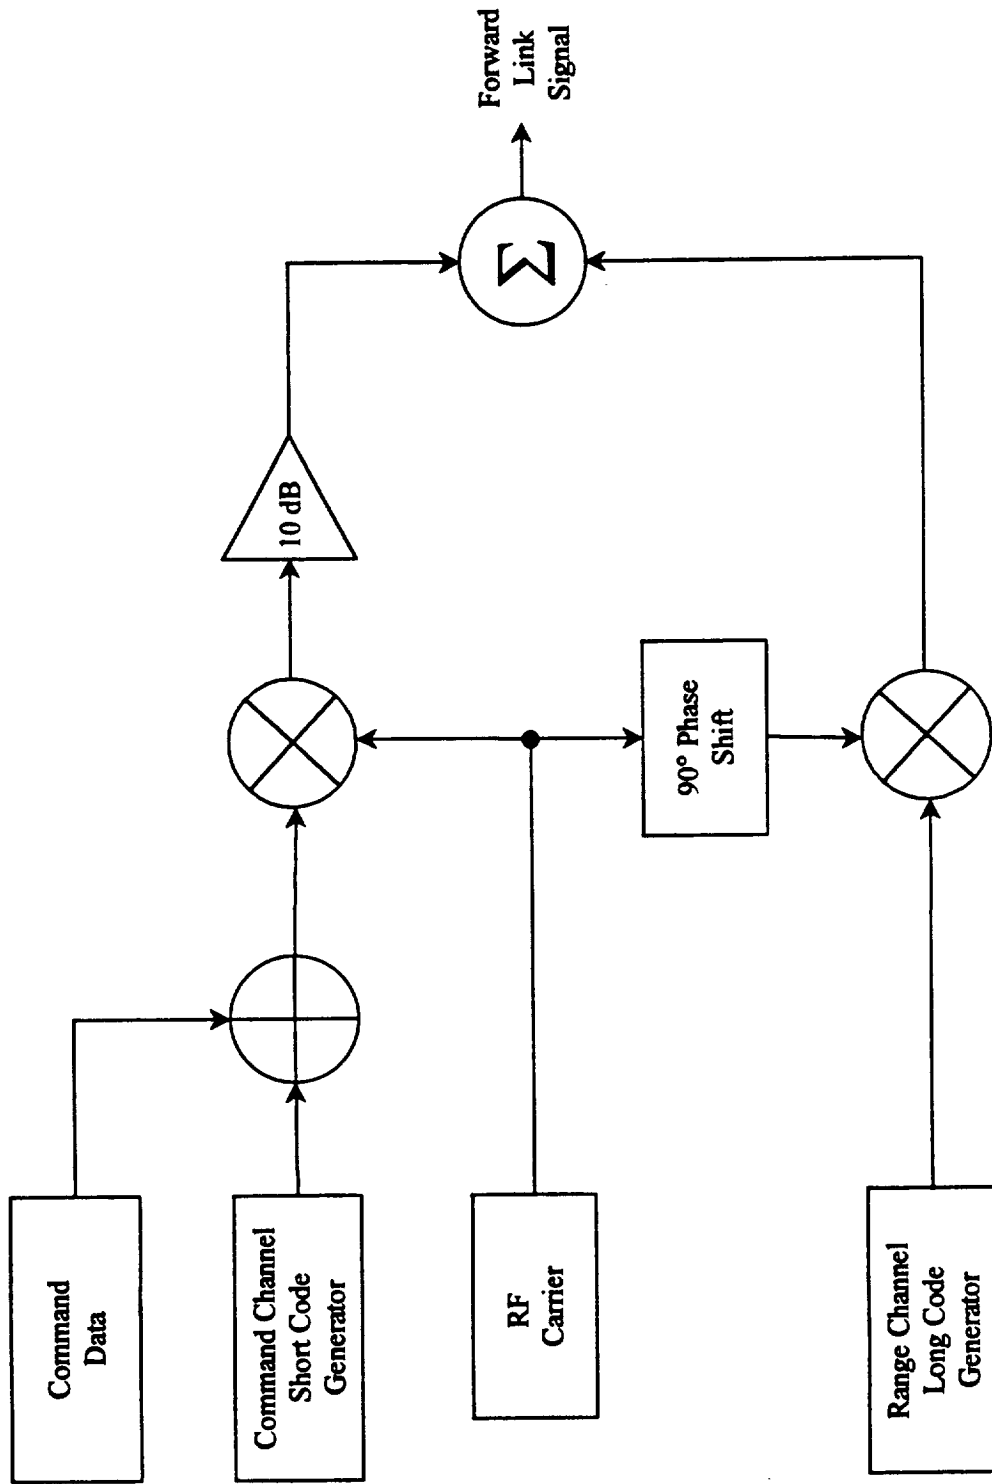 Command
Data
Command Channel
Short Code
Generator
RF
Carrier
Range Channel
Long Code
Generator
90° Phase
Shift
10 dB
Σ
Forward
Link
Signal